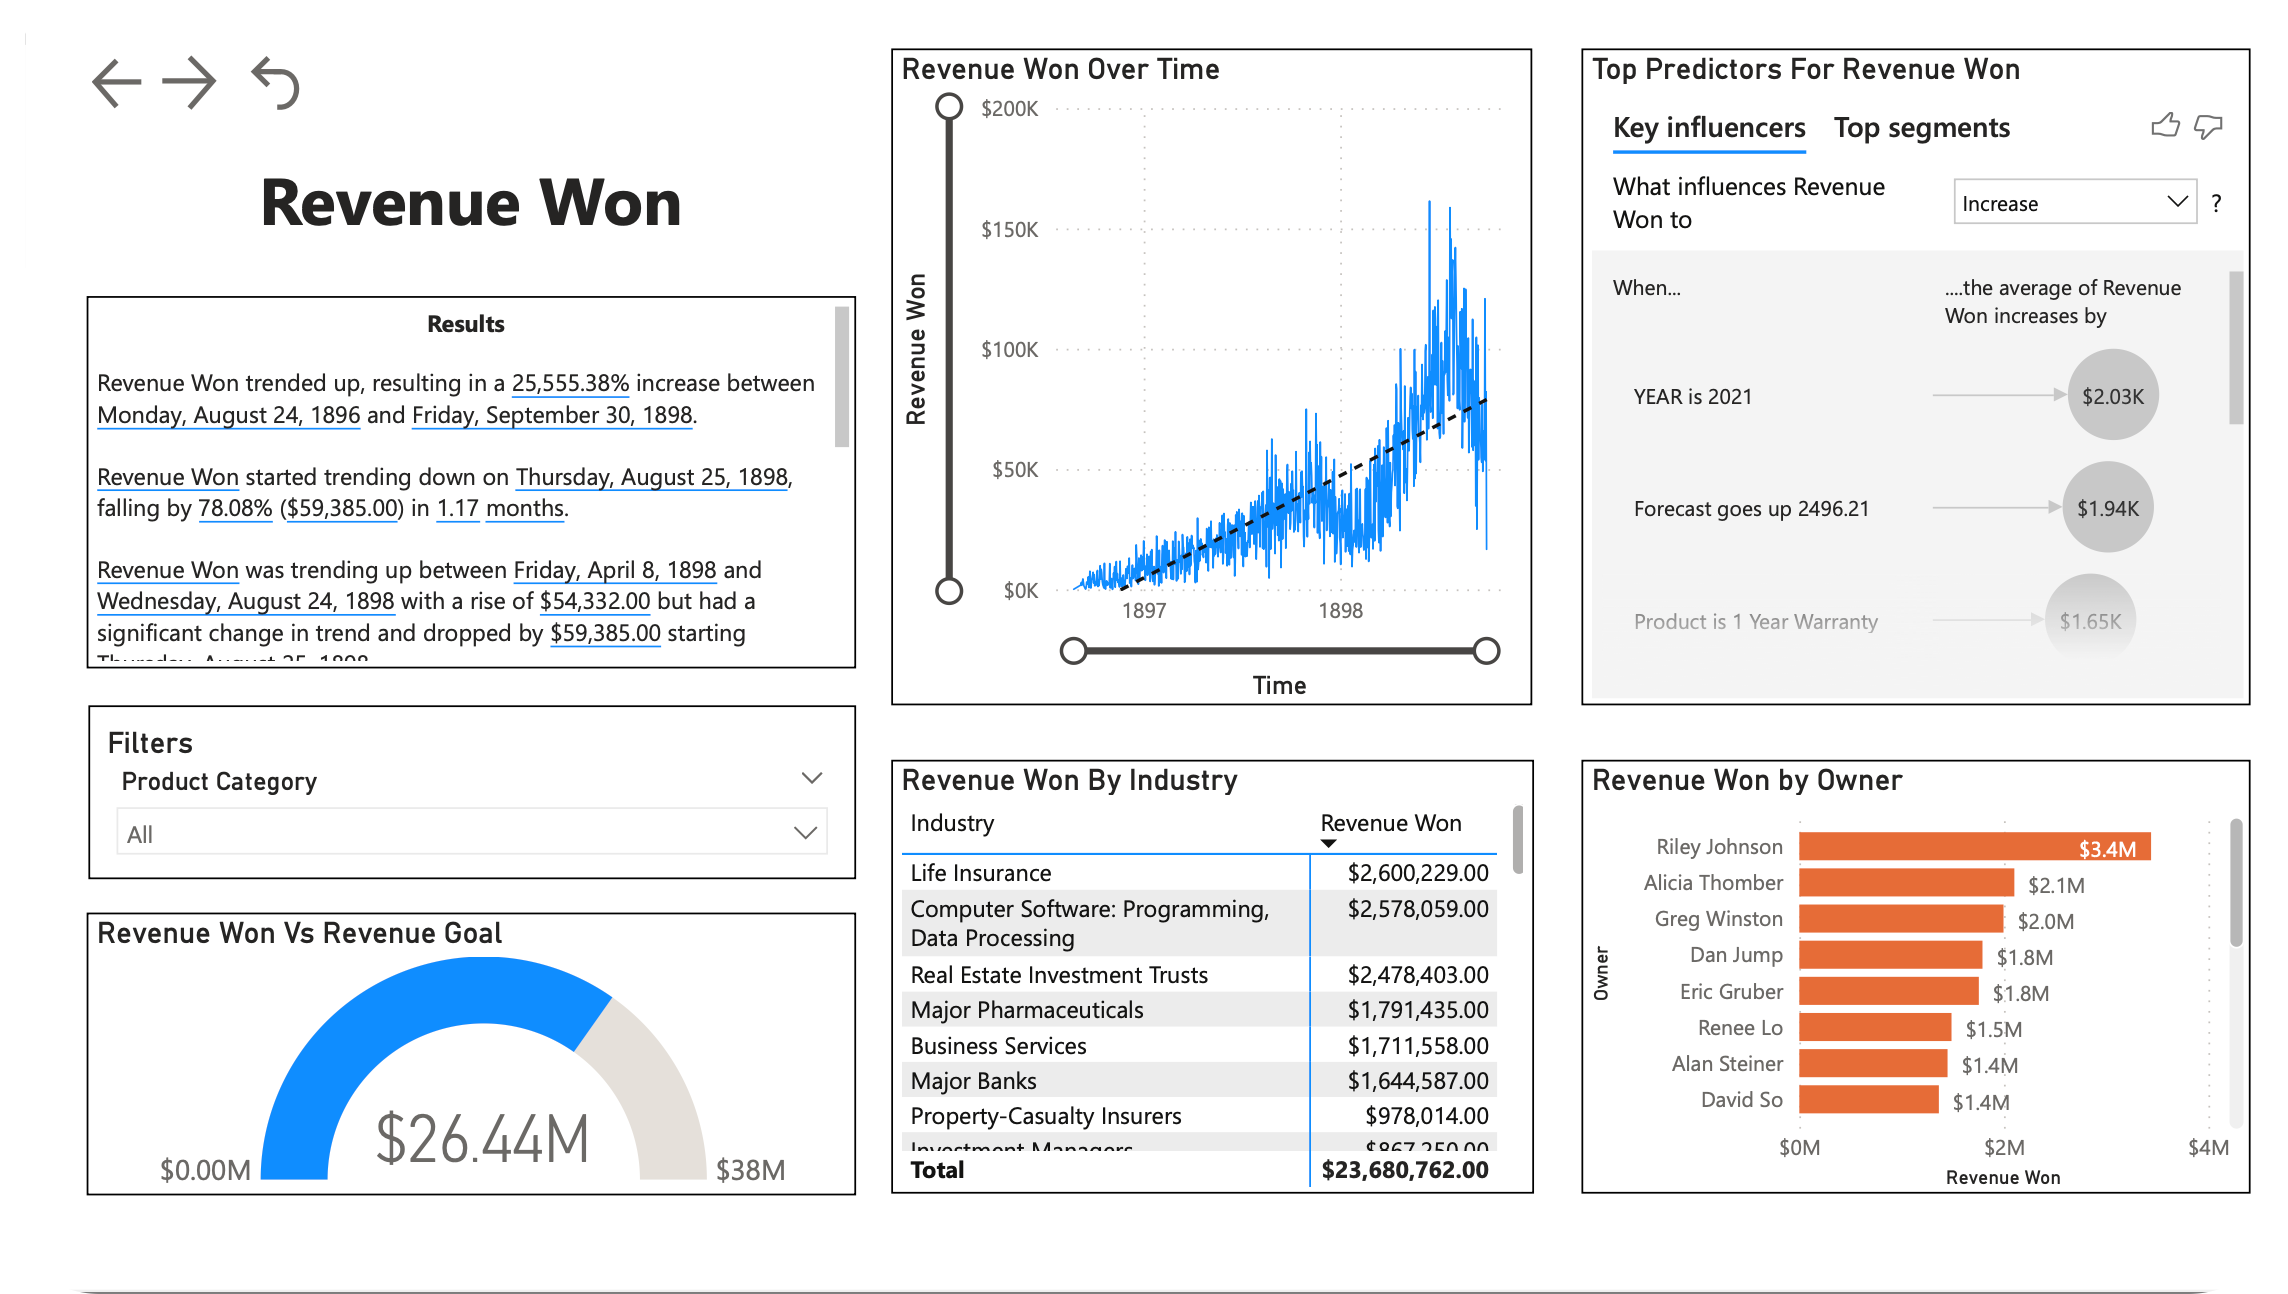 Revenue Won
Results
Revenue Won trended up, resulting in a 25,555.38% increase between
Monday, August 24, 1896 and Friday, September 30, 1898.
Revenue Won started trending down on Thursday, August 25, 1898,
falling by 78.08% ($59,385.00) in 1.17 months.
Revenue Won was trending up between Friday, April 8, 1898 and
Wednesday, August 24, 1898 with a rise of $54,332.00 but had a
significant change in trend and dropped by $59,385.00 starting
Thursday, August 25, 1898
Filters
Product Category
All
Revenue Won Vs Revenue Goal
$26.44M
$0.00M
$38M
Revenue Won Over Time
Revenue Won
$200K
$150K
$100K
$50K
$0K
1897
1898
Time
Revenue Won By Industry
Industry Revenue Won
Life Insurance $2,600,229.00
Computer Software: Programming, $2,578,059.00
Data Processing
Real Estate Investment Trusts $2,478,403.00
Major Pharmaceuticals $1,791,435.00
Business Services $1,711,558.00
Major Banks $1,644,587.00
Property-Casualty Insurers $978,014.00
Investment Managers $867,250.00
Total $23,680,762.00
Top Predictors For Revenue Won
Key influencers Top segments
What influences Revenue
Won to
Increase
?
When...
....the average of Revenue
Won increases by
YEAR is 2021 $2.03K
Forecast goes up 2496.21 $1.94K
Product is 1 Year Warranty $1.65K
Revenue Won by Owner
Owner
Riley Johnson $3.4M
Alicia Thomber $2.1M
Greg Winston $2.0M
Dan Jump $1.8M
Eric Gruber $1.8M
Renee Lo $1.5M
Alan Steiner $1.4M
David So $1.4M
$0M $2M $4M
Revenue Won